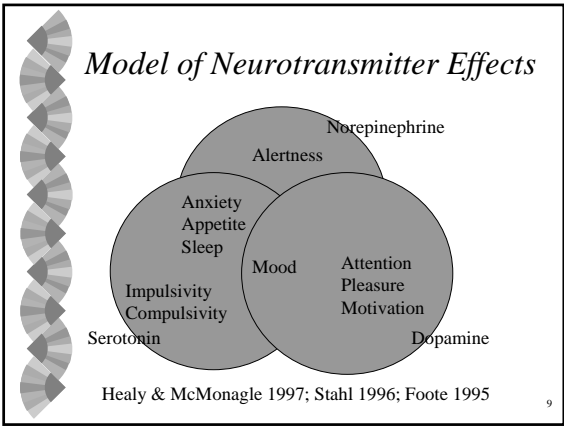 Model of Neurotransmitter Effects
Norepinephrine
Alertness
Anxiety
Appetite
Sleep
Mood
Attention
Pleasure
Motivation
Impulsivity
Compulsivity
Serotonin
Dopamine
Healy & McMonagle 1997; Stahl 1996; Foote 1995
9